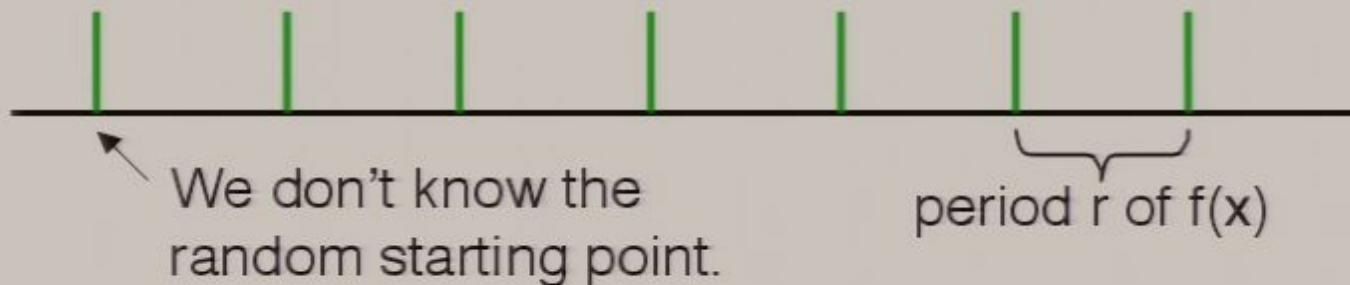 We don't know the
random starting point.
period r of f(x)